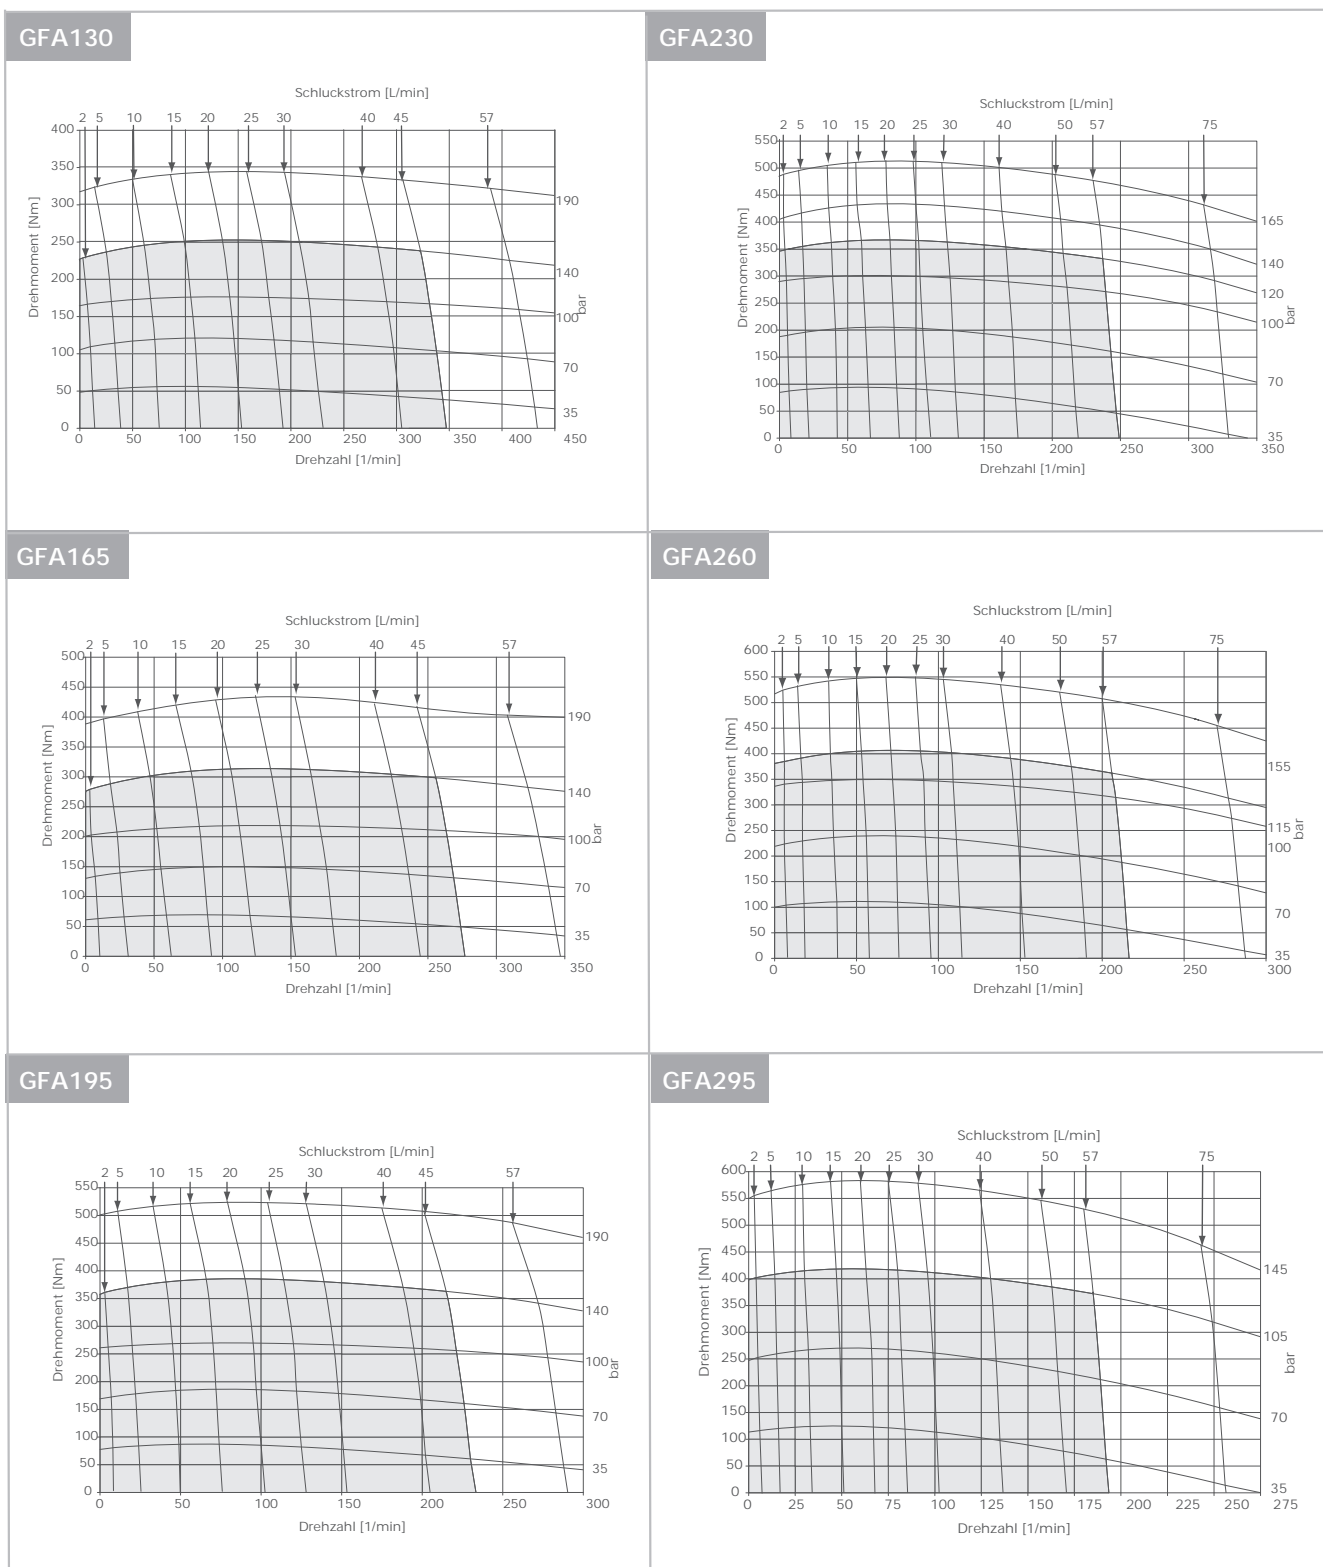 GFA130
Schluckstrom [L/min]
2 5 10 15 20 25 30 40 45 57
400
350
300
250
200
150
100
50
0
Drehmoment [Nm]
190
140
100
70
35
bar
0 50 100 150 200 250 300 350 400 450
Drehzahl [1/min]
GFA230
Schluckstrom [L/min]
2 5 10 15 20 25 30 40 50 57 75
550
500
450
400
350
300
250
200
150
100
50
0
Drehmoment [Nm]
165
140
120
100
70
35
bar
0 50 100 150 200 250 300 350
Drehzahl [1/min]
GFA165
Schluckstrom [L/min]
2 5 10 15 20 25 30 40 45 57
500
450
400
350
300
250
200
150
100
50
0
Drehmoment [Nm]
190
140
100
70
35
bar
0 50 100 150 200 250 300 350
Drehzahl [1/min]
GFA260
Schluckstrom [L/min]
2 5 10 15 20 25 30 40 50 57 75
600
550
500
450
400
350
300
250
200
150
100
50
0
Drehmoment [Nm]
155
115
100
70
35
bar
0 50 100 150 200 250 300
Drehzahl [1/min]
GFA195
Schluckstrom [L/min]
2 5 10 15 20 25 30 40 45 57
550
500
450
400
350
300
250
200
150
100
50
0
Drehmoment [Nm]
190
140
100
70
35
bar
0 50 100 150 200 250 300
Drehzahl [1/min]
GFA295
Schluckstrom [L/min]
2 5 10 15 20 25 30 40 50 57 75
600
550
500
450
400
350
300
250
200
150
100
50
0
Drehmoment [Nm]
145
105
70
35
bar
0 25 50 75 100 125 150 175 200 225 250 275
Drehzahl [1/min]